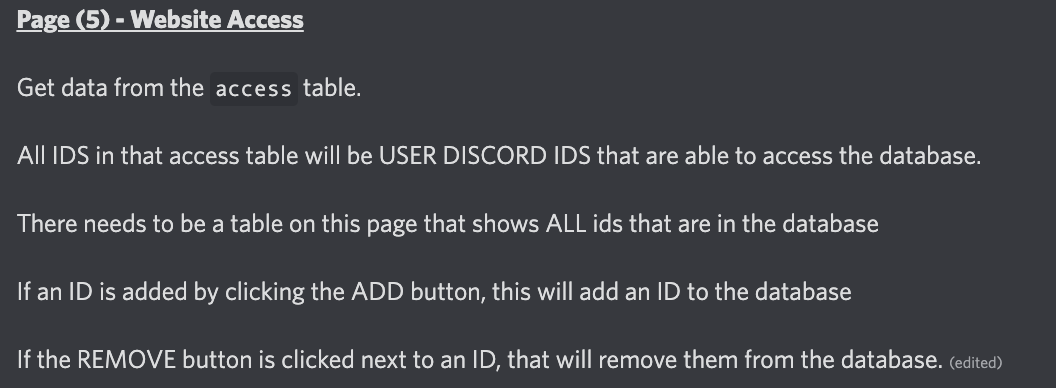 Page (5) - Website Access
Get data from the access table.
All IDS in that access table will be USER DISCORD IDS that are able to access the database.
There needs to be a table on this page that shows ALL ids that are in the database
If an ID is added by clicking the ADD button, this will add an ID to the database
If the REMOVE button is clicked next to an ID, that will remove them from the database. (edited)